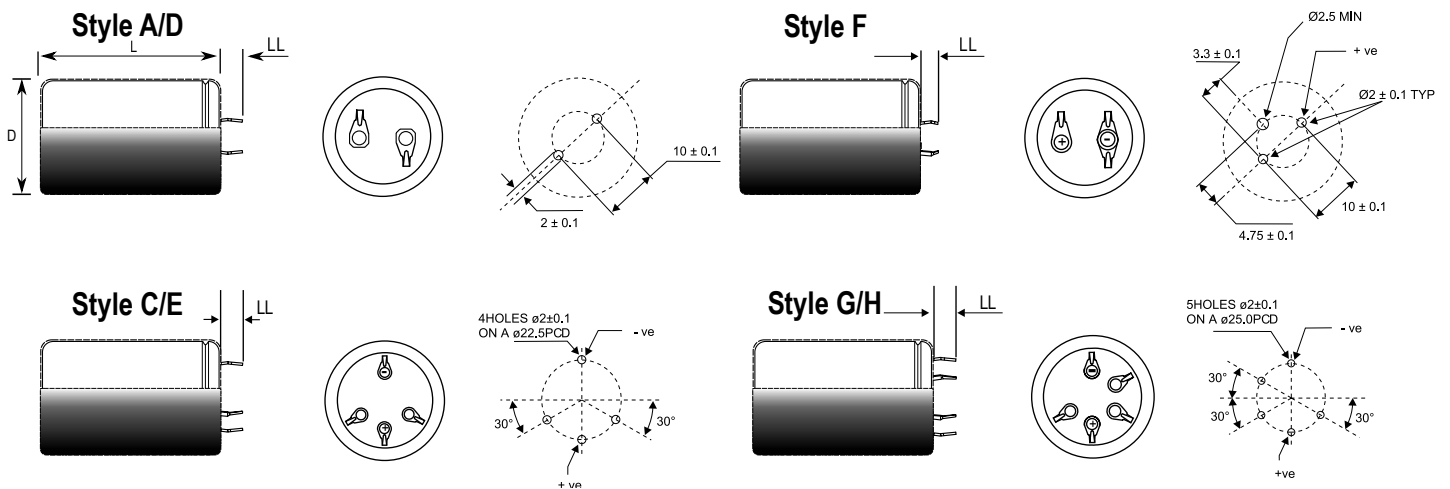 Style A/D
L
LL
D
10 ± 0.1
2 ± 0.1
Style F
LL
+
-
Ø2.5 MIN
+ ve
3.3 ± 0.1
Ø2 ± 0.1 TYP
10 ± 0.1
4.75 ± 0.1
Style C/E
LL
-
+
4HOLES ø2±0.1
ON A ø22.5PCD
- ve
30°
30°
+ ve
Style G/H
LL
-
+
5HOLES ø2±0.1
ON A ø25.0PCD
- ve
30°
30°
30°
+ve